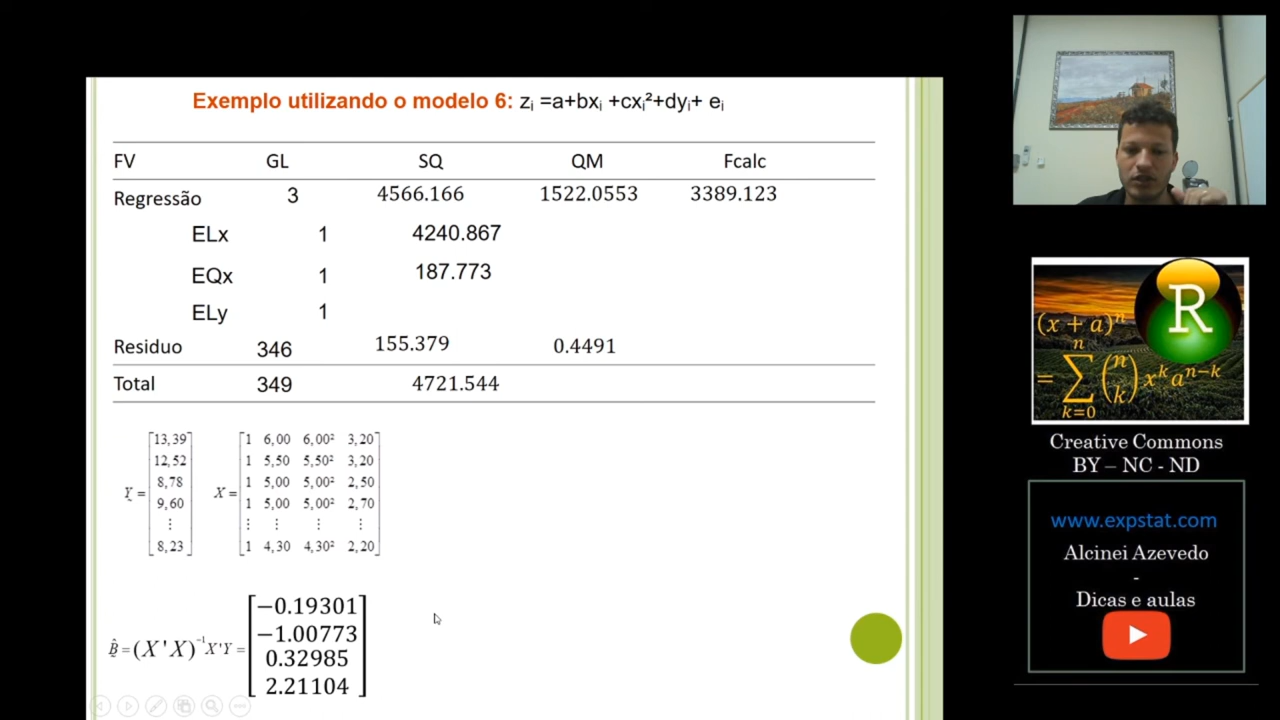 Exemplo utilizando o modelo 6: zᵢ =a+bxᵢ +cxᵢ²+dyᵢ+ eᵢ
FV GL SQ QM Fcalc
Regressão 3 4566.166 1522.0553 3389.123
ELx 1 4240.867
EQx 1 187.773
ELy 1
Residuo 346 155.379 0.4491
Total 349 4721.544
Y = [13,39 12,52 8,78 9,60 ⋮ 8,23]
X = [1 6,00 6,00² 3,20
1 5,50 5,50² 3,20
1 5,00 5,00² 2,50
1 5,00 5,00² 2,70
⋮ ⋮ ⋮ ⋮
1 4,30 4,30² 2,20]
B̂ = (X'X)⁻¹X'Y = [−0.19301
−1.00773
0.32985
2.21104]
R
(x + a)ⁿ
= ∑ₖ₌₀ⁿ (n k) xᵏaⁿ⁻ᵏ
Creative Commons
BY – NC - ND
www.expstat.com
Alcinei Azevedo
-
Dicas e aulas